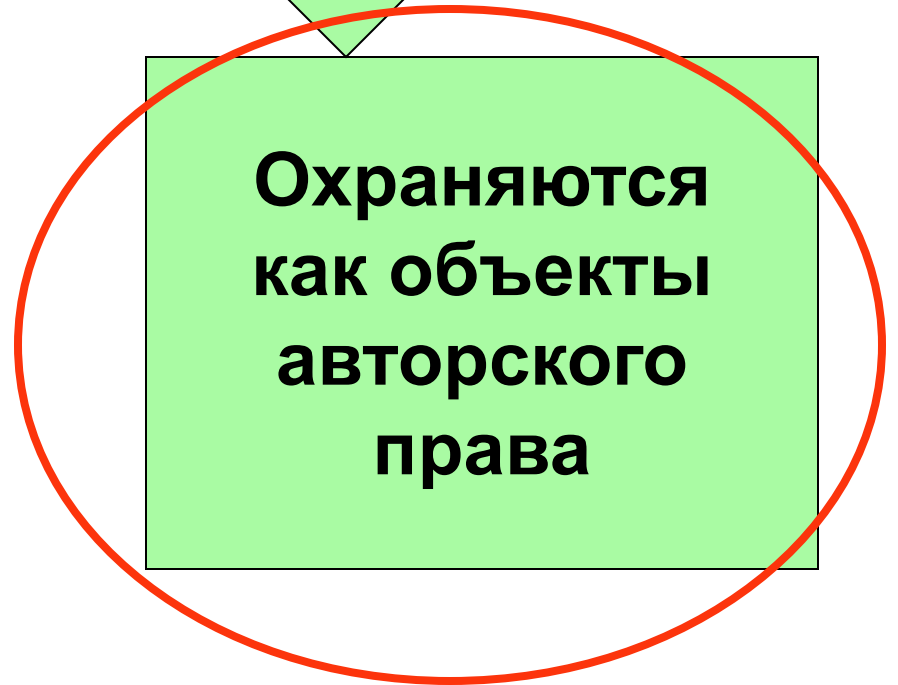 Охраняются
как объекты
авторского
права